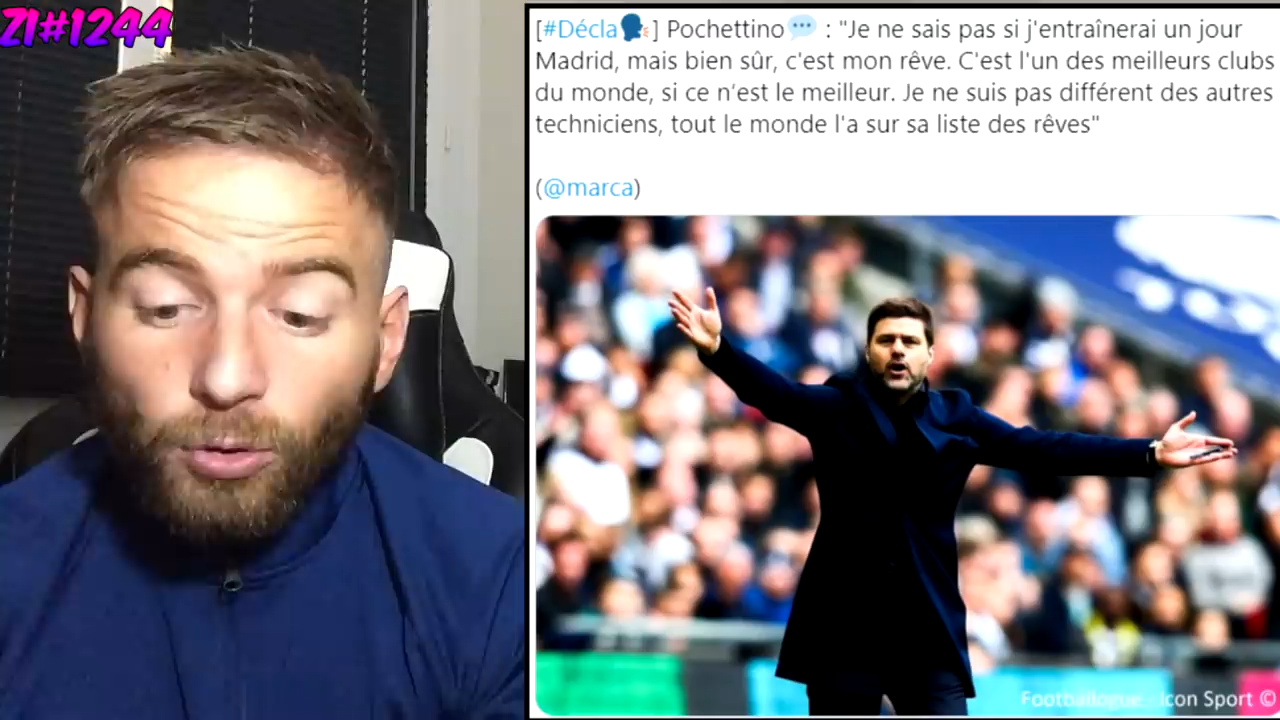 Z1#1244
[#Décla🗣️] Pochettino💬 : "Je ne sais pas si j'entraînerai un jour
Madrid, mais bien sûr, c'est mon rêve. C'est l'un des meilleurs clubs
du monde, si ce n’est le meilleur. Je ne suis pas différent des autres
techniciens, tout le monde l'a sur sa liste des rêves"
(@marca)
Footballogue - Icon Sport ©